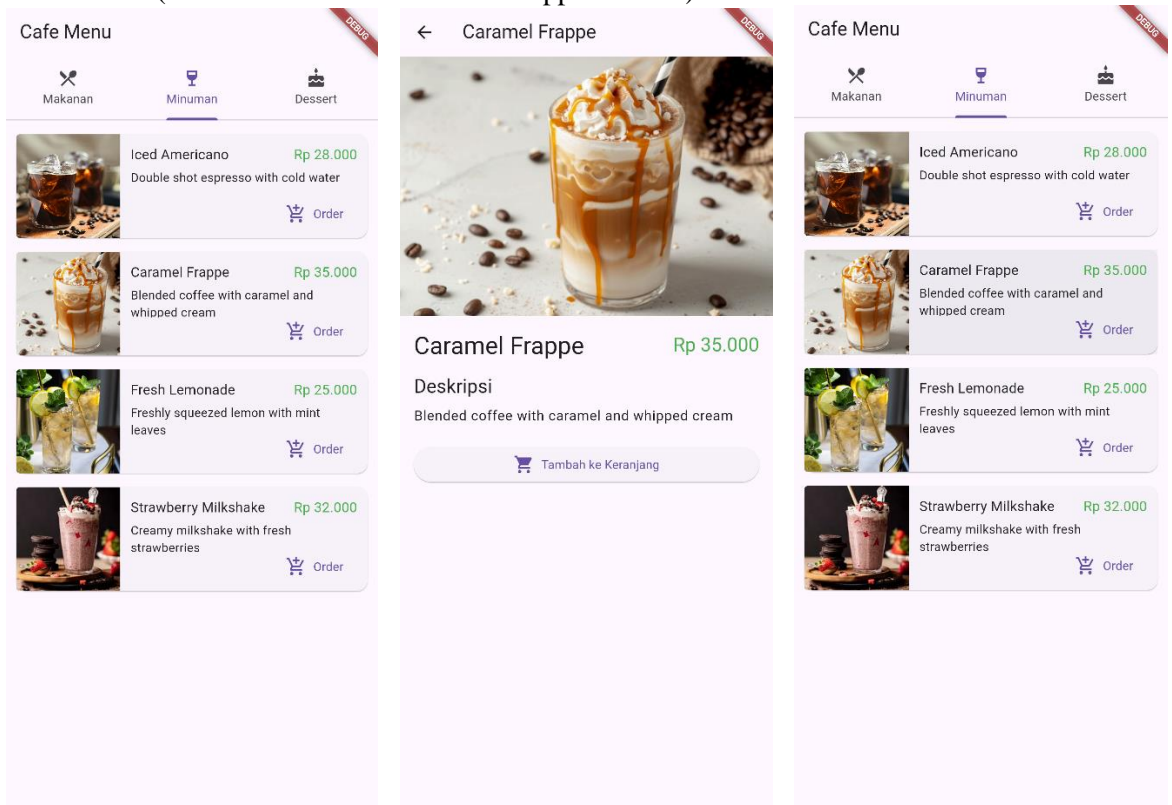 Cafe Menu
DEBUG
Makanan
Minuman
Dessert
Iced Americano
Rp 28.000
Double shot espresso with cold water
Order
Caramel Frappe
Rp 35.000
Blended coffee with caramel and
whipped cream
Order
Fresh Lemonade
Rp 25.000
Freshly squeezed lemon with mint
leaves
Order
Strawberry Milkshake
Rp 32.000
Creamy milkshake with fresh
strawberries
Order
Caramel Frappe
DEBUG
Caramel Frappe
Rp 35.000
Deskripsi
Blended coffee with caramel and whipped cream
Tambah ke Keranjang
Cafe Menu
DEBUG
Makanan
Minuman
Dessert
Iced Americano
Rp 28.000
Double shot espresso with cold water
Order
Caramel Frappe
Rp 35.000
Blended coffee with caramel and
whipped cream
Order
Fresh Lemonade
Rp 25.000
Freshly squeezed lemon with mint
leaves
Order
Strawberry Milkshake
Rp 32.000
Creamy milkshake with fresh
strawberries
Order